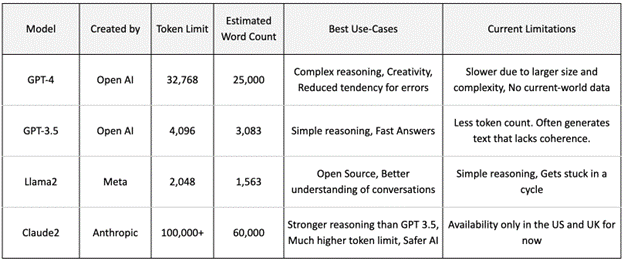 Model Created by Token Limit Estimated Word Count Best Use-Cases Current Limitations
GPT-4 Open AI 32,768 25,000 Complex reasoning, Creativity, Reduced tendency for errors Slower due to larger size and complexity, No current-world data
GPT-3.5 Open AI 4,096 3,083 Simple reasoning, Fast Answers Less token count. Often generates text that lacks coherence.
Llama2 Meta 2,048 1,563 Open Source, Better understanding of conversations Simple reasoning, Gets stuck in a cycle
Claude2 Anthropic 100,000+ 60,000 Stronger reasoning than GPT 3.5, Much higher token limit, Safer AI Availability only in the US and UK for now